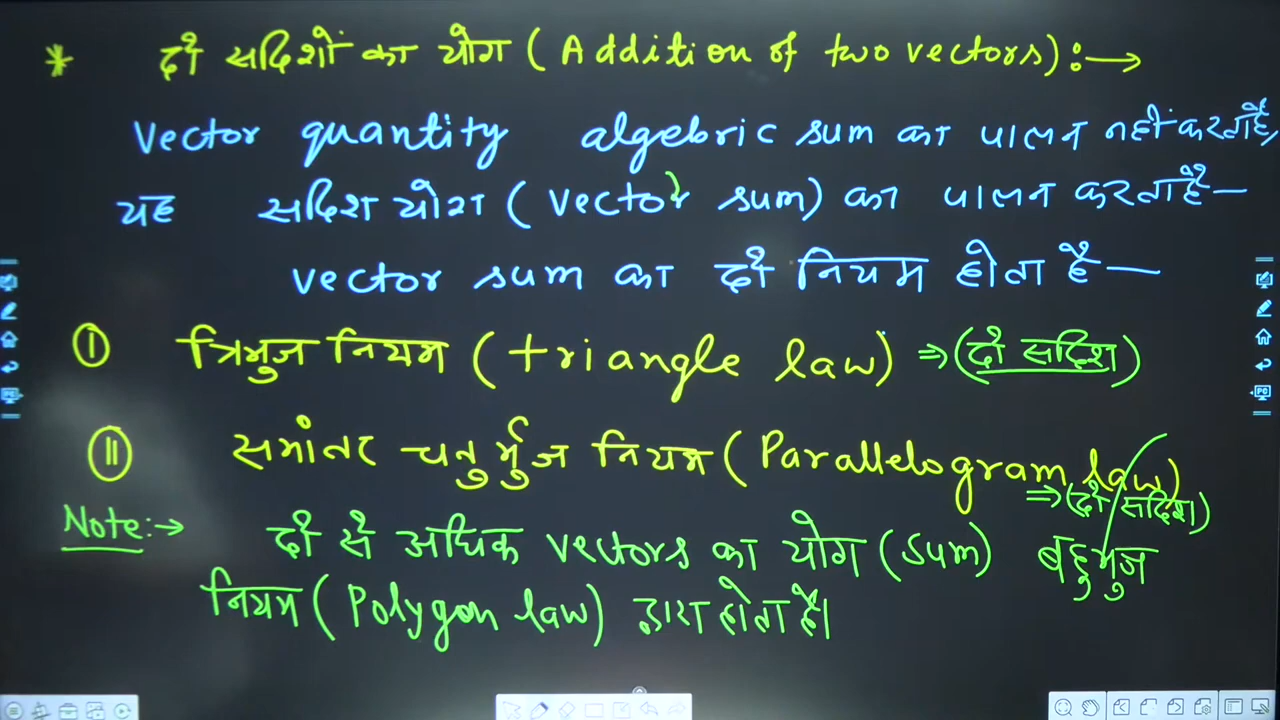 * दो सदिशों का योग (Addition of two vectors):→
Vector quantity algebric sum का पालन नहीं करता है,
यह सदिश योग (vector sum) का पालन करता है—
vector sum का दो नियम होता है—
① त्रिभुज नियम (triangle law) ⇒ (दो सदिश)
② समांतर चतुर्भुज नियम (Parallelogram law)
⇒ (दो सदिश)
Note:→ दो से अधिक vectors का योग (sum) बहुभुज
नियम (Polygon law) द्वारा होता है।